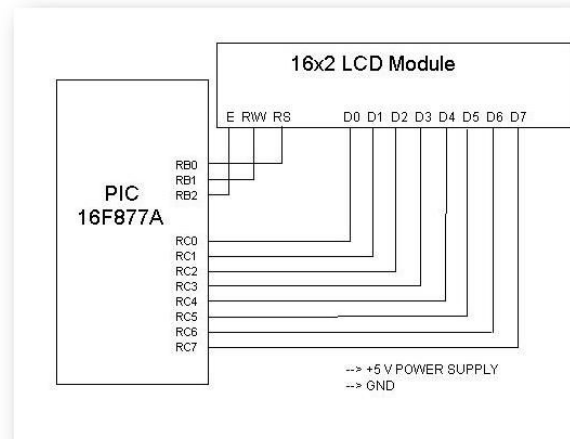 16x2 LCD Module
E R\W RS D0 D1 D2 D3 D4 D5 D6 D7
RB0
RB1
RB2
PIC
16F877A
RC0
RC1
RC2
RC3
RC4
RC5
RC6
RC7
--> +5 V POWER SUPPLY
--> GND